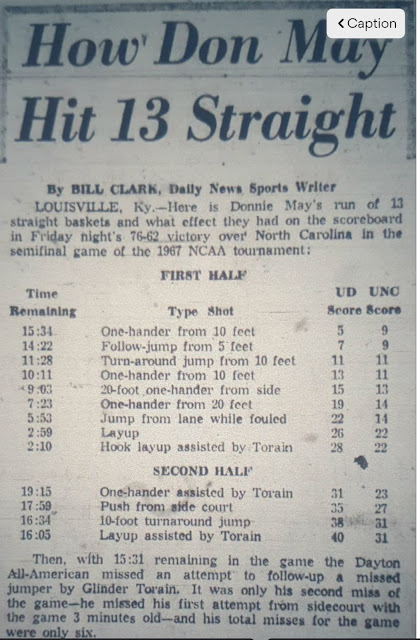 Caption
How Don May
Hit 13 Straight
By BILL CLARK, Daily News Sports Writer
LOUISVILLE, Ky.—Here is Donnie May's run of 13
straight baskets and what effect they had on the scoreboard
in Friday night's 76-62 victory over North Carolina in the
semifinal game of the 1967 NCAA tournament:
FIRST HALF
Time UD UNC
Remaining Type Shot Score Score
15:34 One-hander from 10 feet 5 9
14:22 Follow-jump from 5 feet 7 9
11:28 Turn-around jump from 10 feet 11 11
10:11 One-hander from 10 feet 13 11
9:03 20-foot one-hander from side 15 13
7:23 One-hander from 20 feet 19 14
5:53 Jump from lane while fouled 22 14
2:59 Layup 26 22
2:10 Hook layup assisted by Torain 28 22
SECOND HALF
19:15 One-hander assisted by Torain 31 23
17:59 Push from side court 35 27
16:34 10-foot turnaround jump 38 31
16:05 Layup assisted by Torain 40 31
Then, with 15:31 remaining in the game the Dayton
All-American missed an attempt to follow-up a missed
jumper by Glinder Torain. It was only his second miss of
the game—he missed his first attempt from sidecourt with
the game 3 minutes old—and his total misses for the game
were only six.